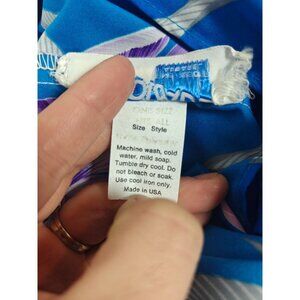 Size Style
Machine wash, cold
water, mild soap.
Tumble dry cool. Do
not bleach or soak.
Use cool iron only.
Made in USA